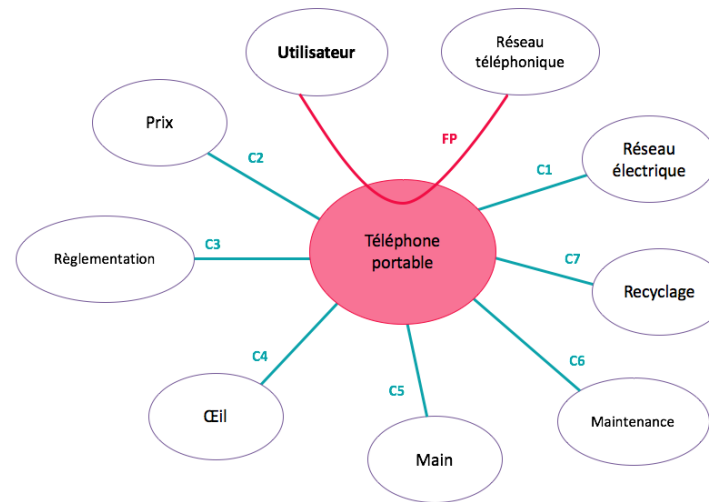 Utilisateur
Réseau
téléphonique
Prix
C2
FP
Réseau
électrique
C1
Règlementation
C3
Téléphone
portable
C7
Recyclage
C4
C5
C6
Œil
Main
Maintenance